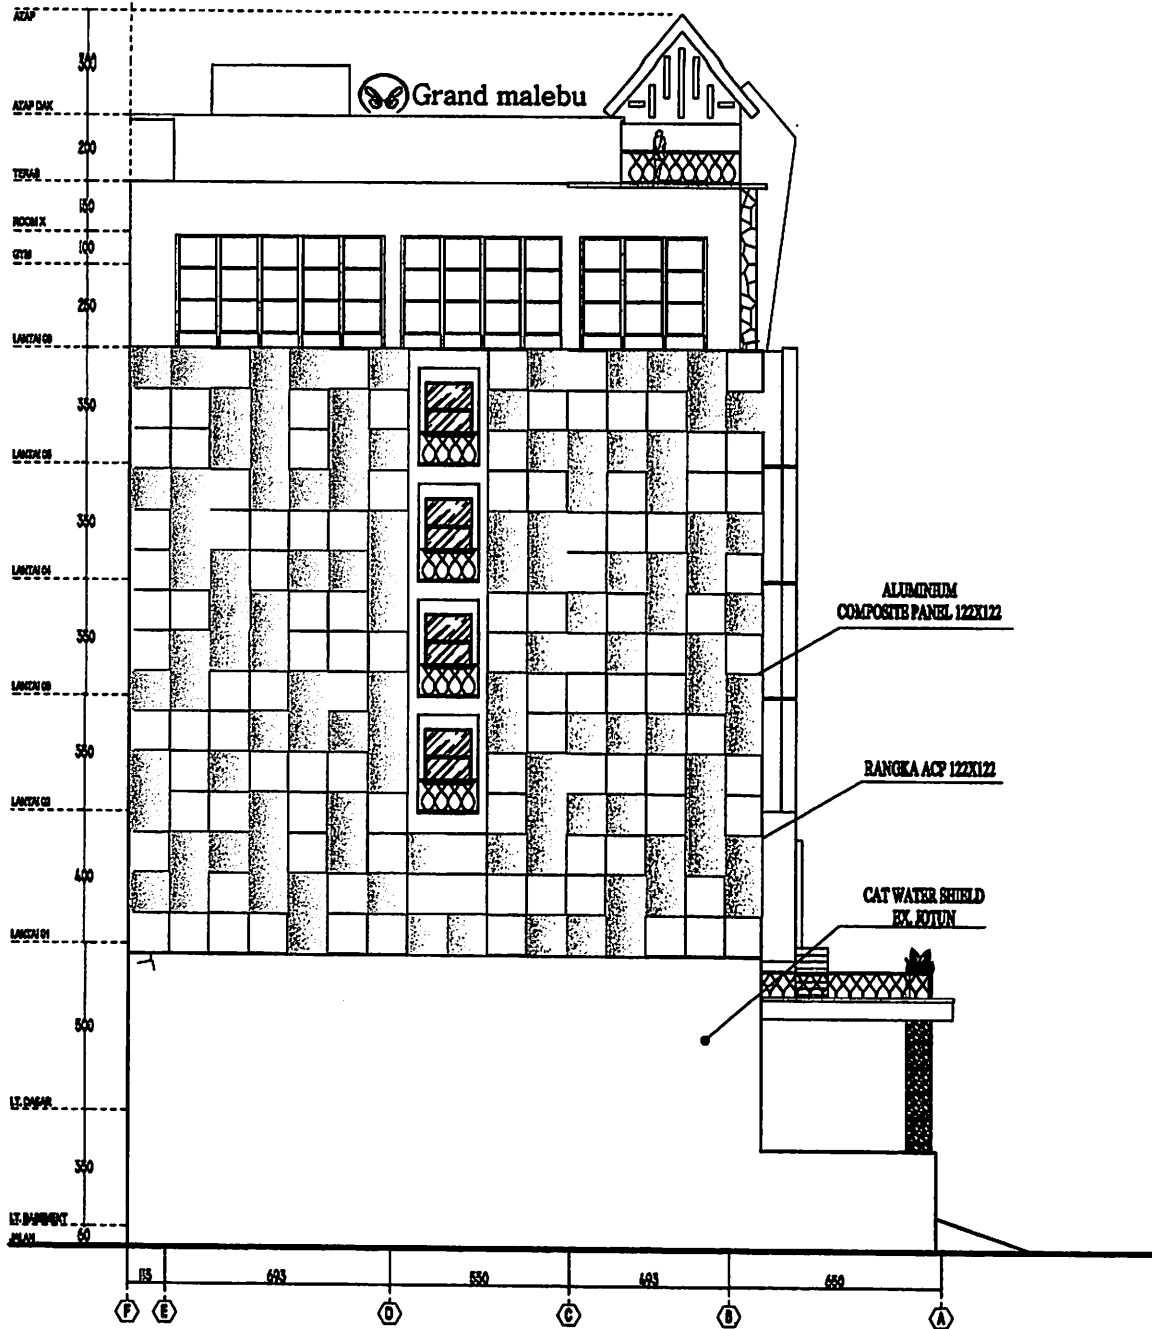 ATAP
300
Grand malebu
ATAP DAK
200
TERAS
150
ROOM X
100
GYM
250
LANTAI 06
350
LANTAI 05
350
LANTAI 04
ALUMINIUM
COMPOSITE PANEL 122X122
350
LANTAI 03
350
RANGKA ACP 122X122
LANTAI 02
400
CAT WATER SHIELD
EX. JOTUN
LANTAI 01
500
LT. DASAR
350
LT. BASEMENT
60
JALAN
113
693
550
493
650
F
E
D
C
B
A